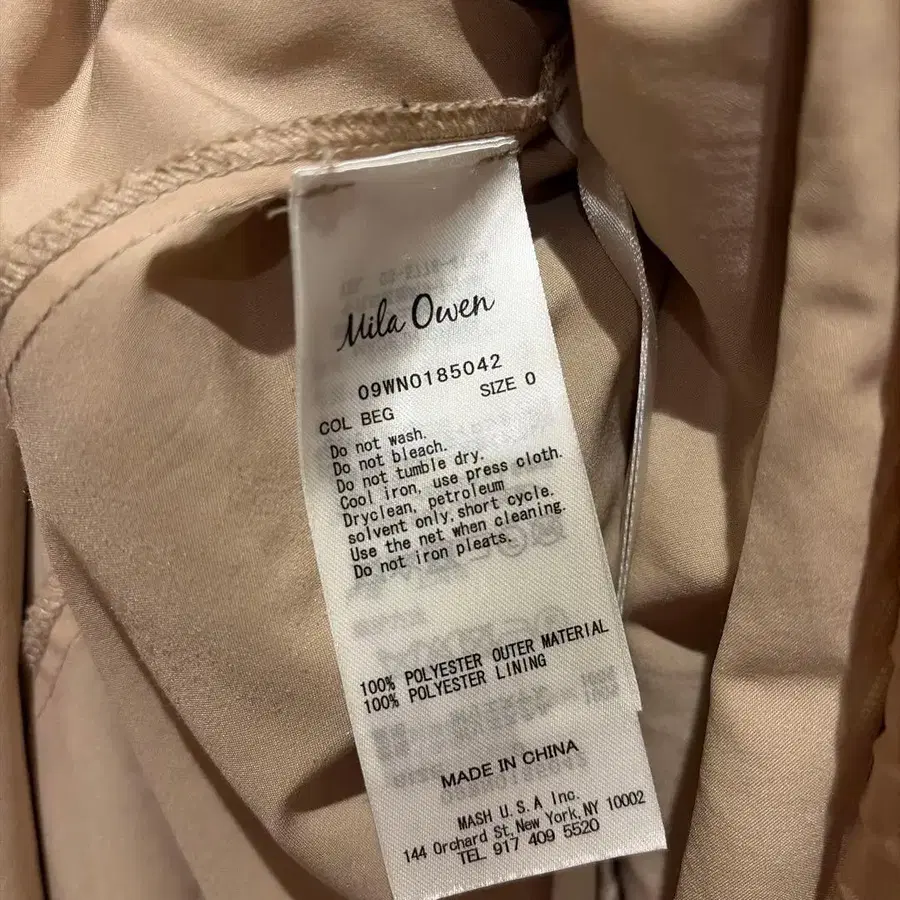 Mila Owen
09WN0185042
COL BEG SIZE 0
Do not wash.
Do not bleach.
Do not tumble dry.
Cool iron, use press cloth.
Dryclean, petroleum
solvent only, short cycle.
Use the net when cleaning.
Do not iron pleats.
100% POLYESTER OUTER MATERIAL
100% POLYESTER LINING
MADE IN CHINA
MASH U.S.A Inc.
144 Orchard St, New York, NY 10002
TEL 917 409 5520